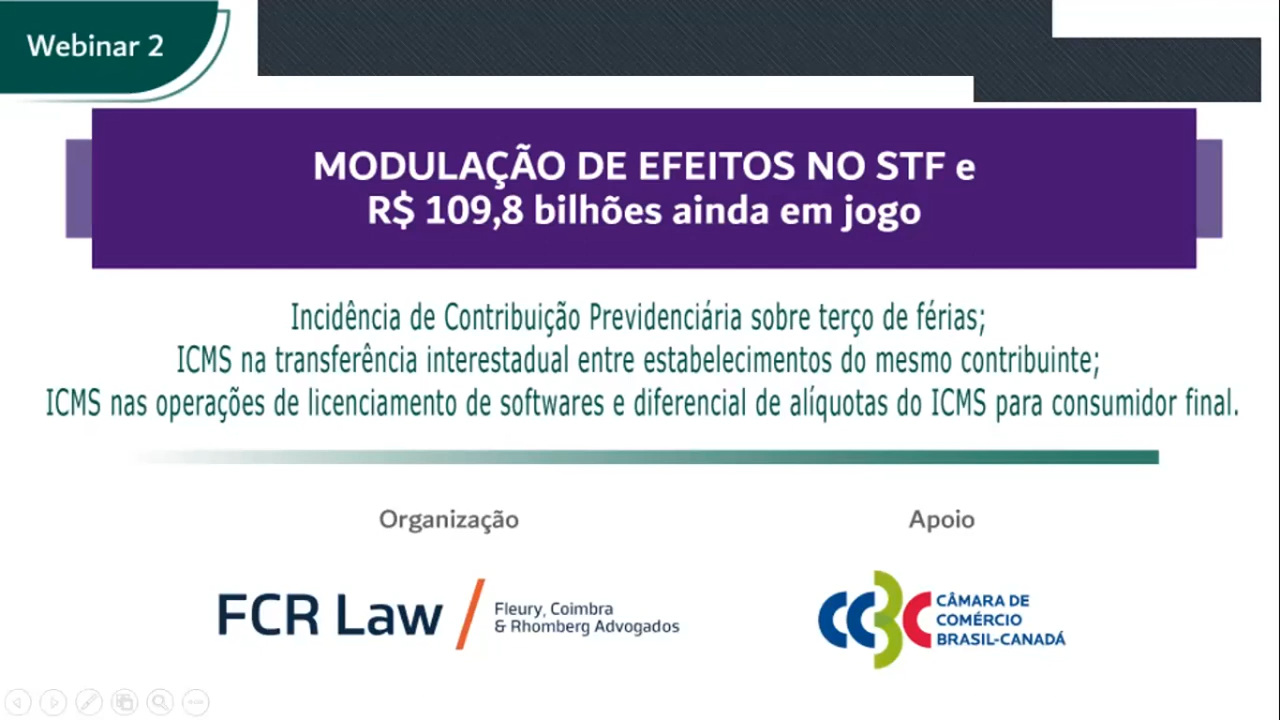 Webinar 2
MODULAÇÃO DE EFEITOS NO STF e
R$ 109,8 bilhões ainda em jogo
Incidência de Contribuição Previdenciária sobre terço de férias;
ICMS na transferência interestadual entre estabelecimentos do mesmo contribuinte;
ICMS nas operações de licenciamento de softwares e diferencial de alíquotas do ICMS para consumidor final.
Organização
Apoio
FCR Law
Fleury, Coimbra
& Rhomberg Advogados
CCBC
CÂMARA DE
COMÉRCIO
BRASIL-CANADÁ